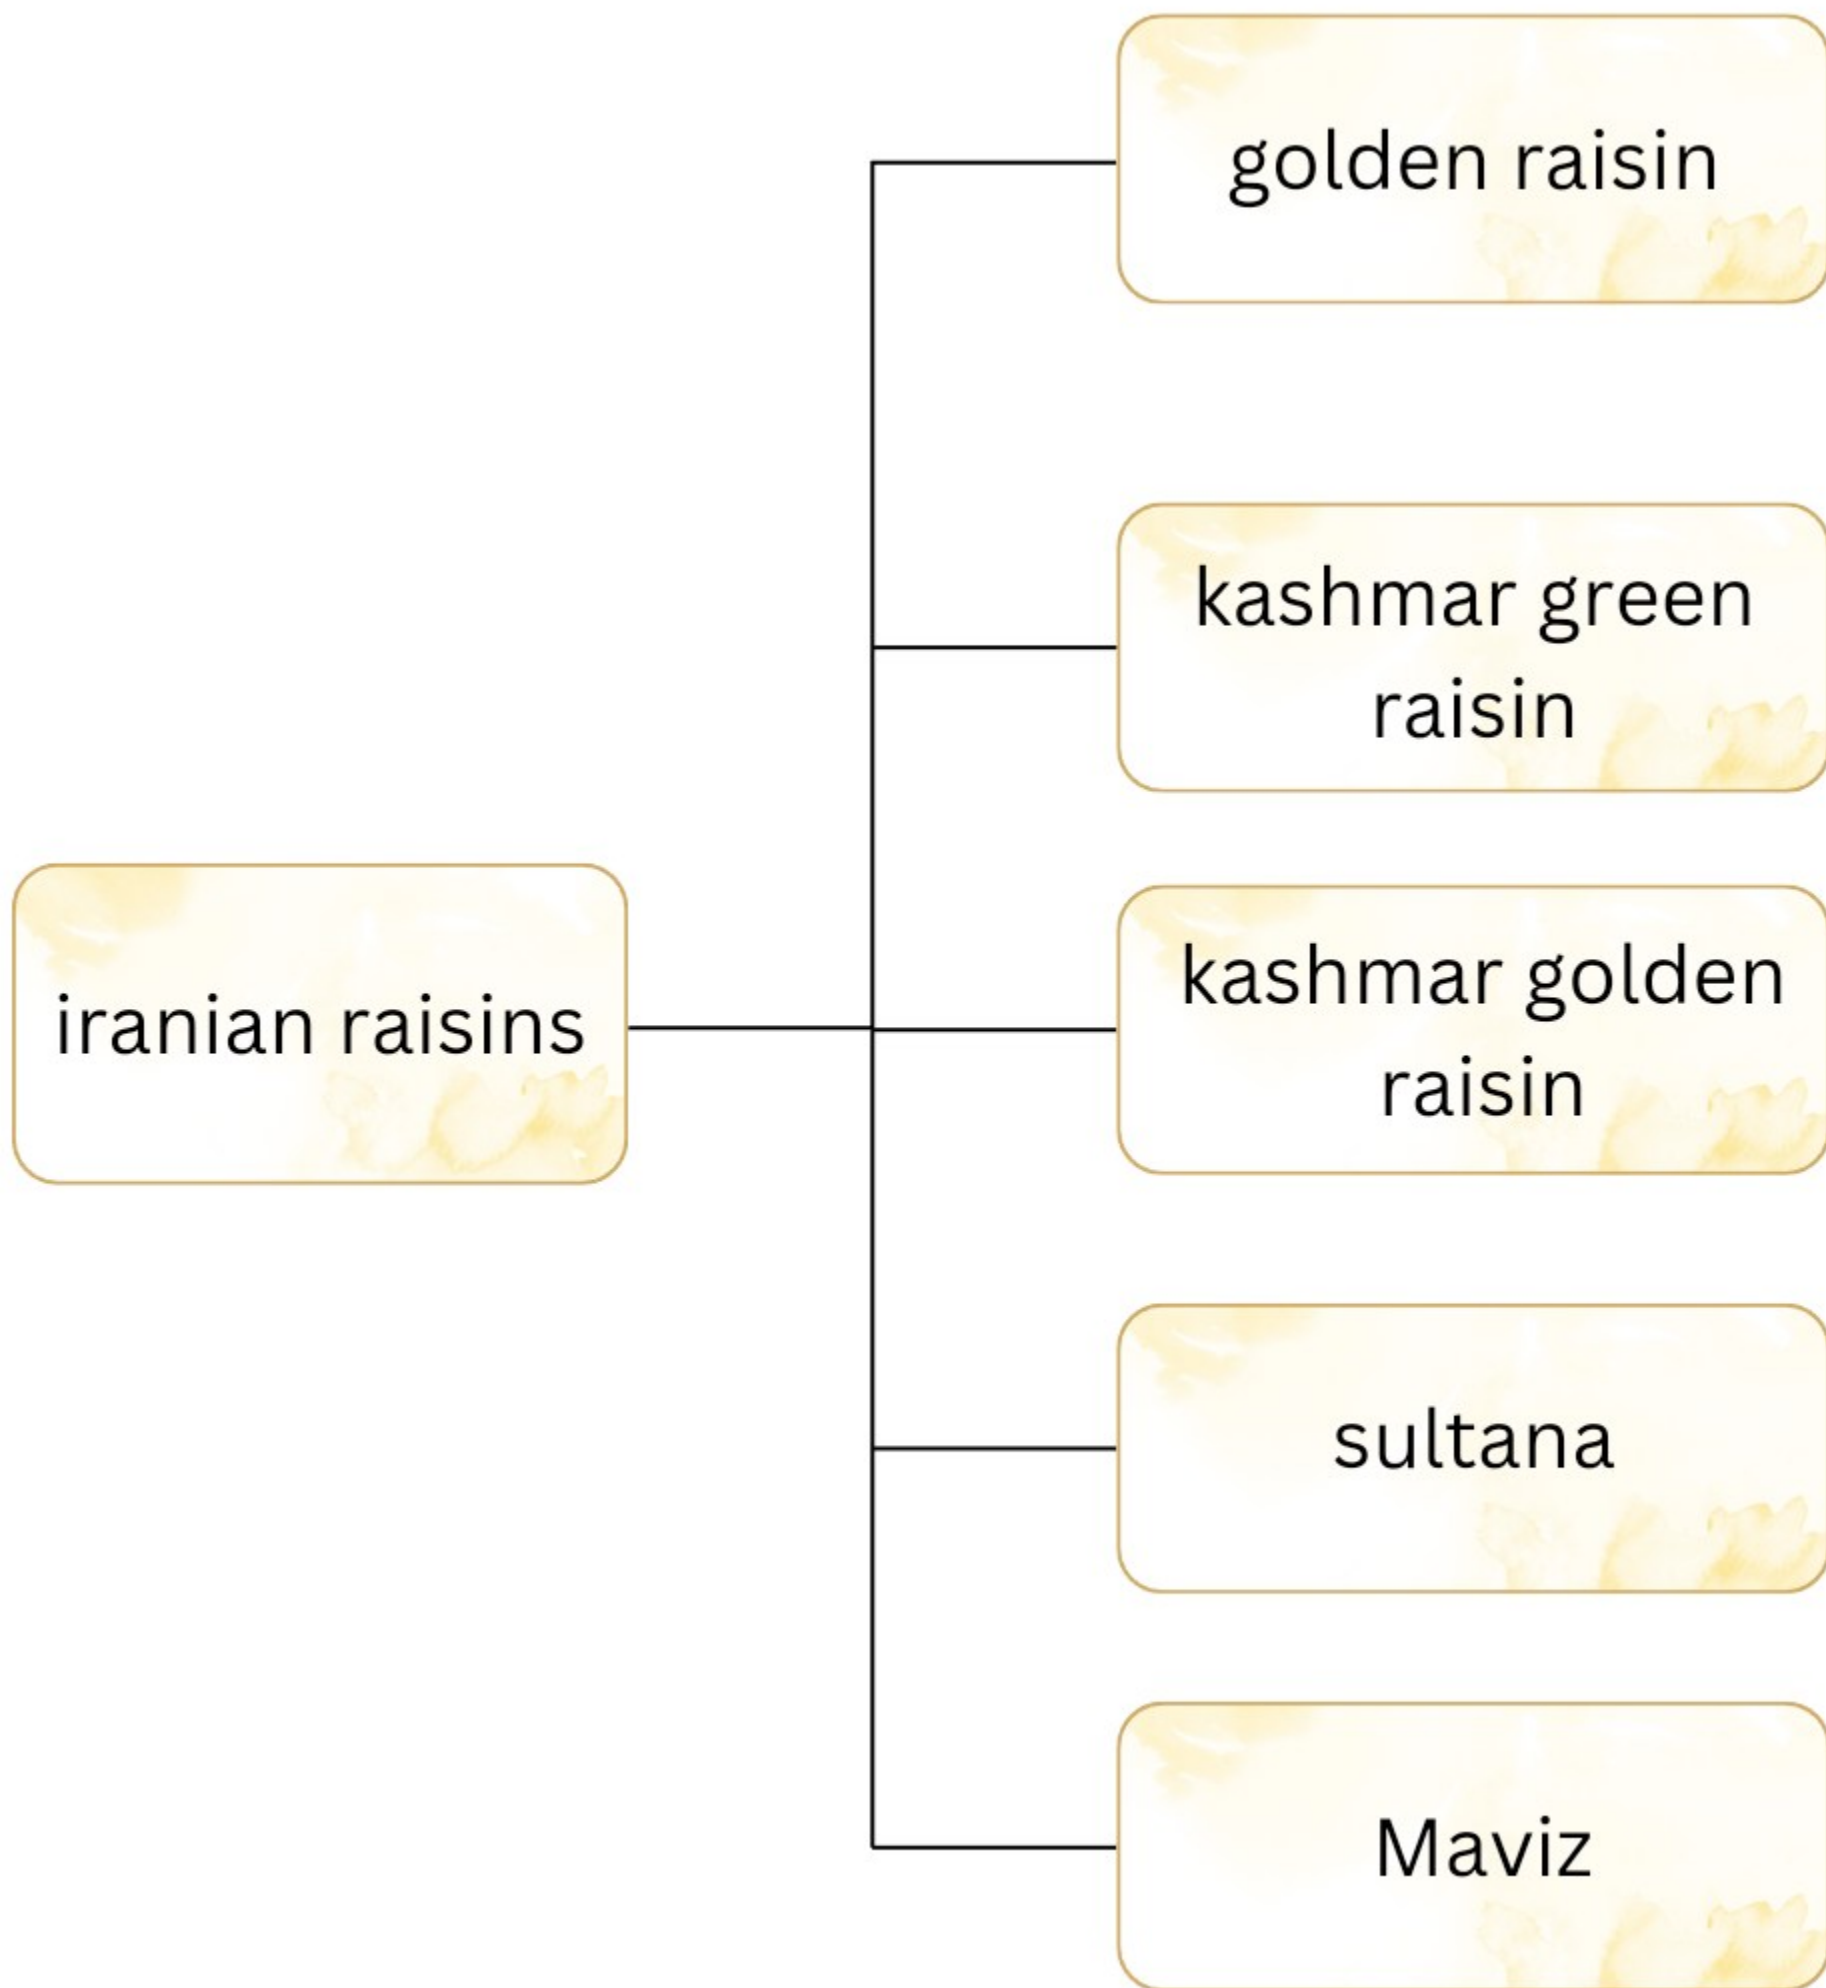 golden raisin
kashmar green
raisin
iranian raisins
kashmar golden
raisin
sultana
Maviz